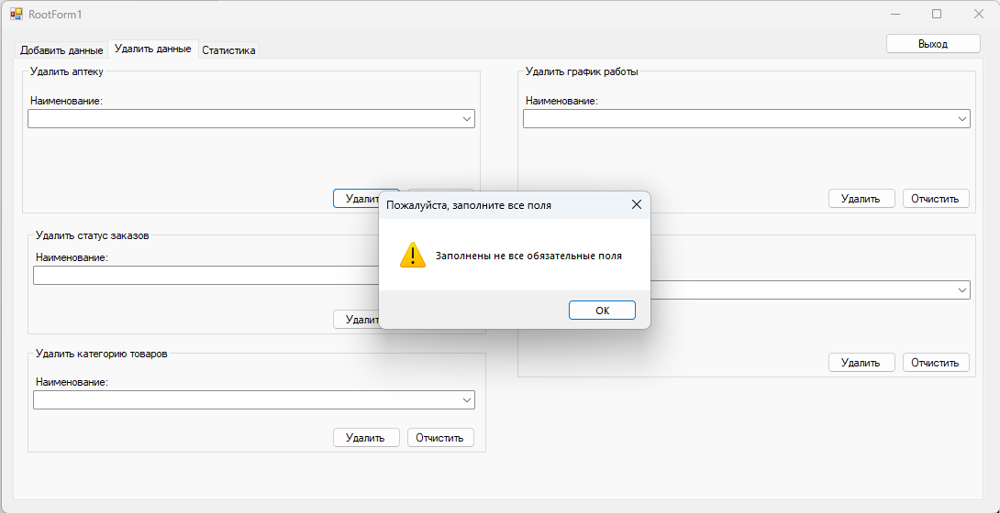 RootForm1
Выход
Добавить данные
Удалить данные
Статистика
Удалить аптеку
Наименование:
Удалить график работы
Наименование:
Удалить
Отчистить
Пожалуйста, заполните все поля
Заполнены не все обязательные поля
OK
Удалить статус заказов
Наименование:
Удалит
Удалит
Удалить
Отчистить
Удалить категорию товаров
Наименование:
Удалить
Отчистить